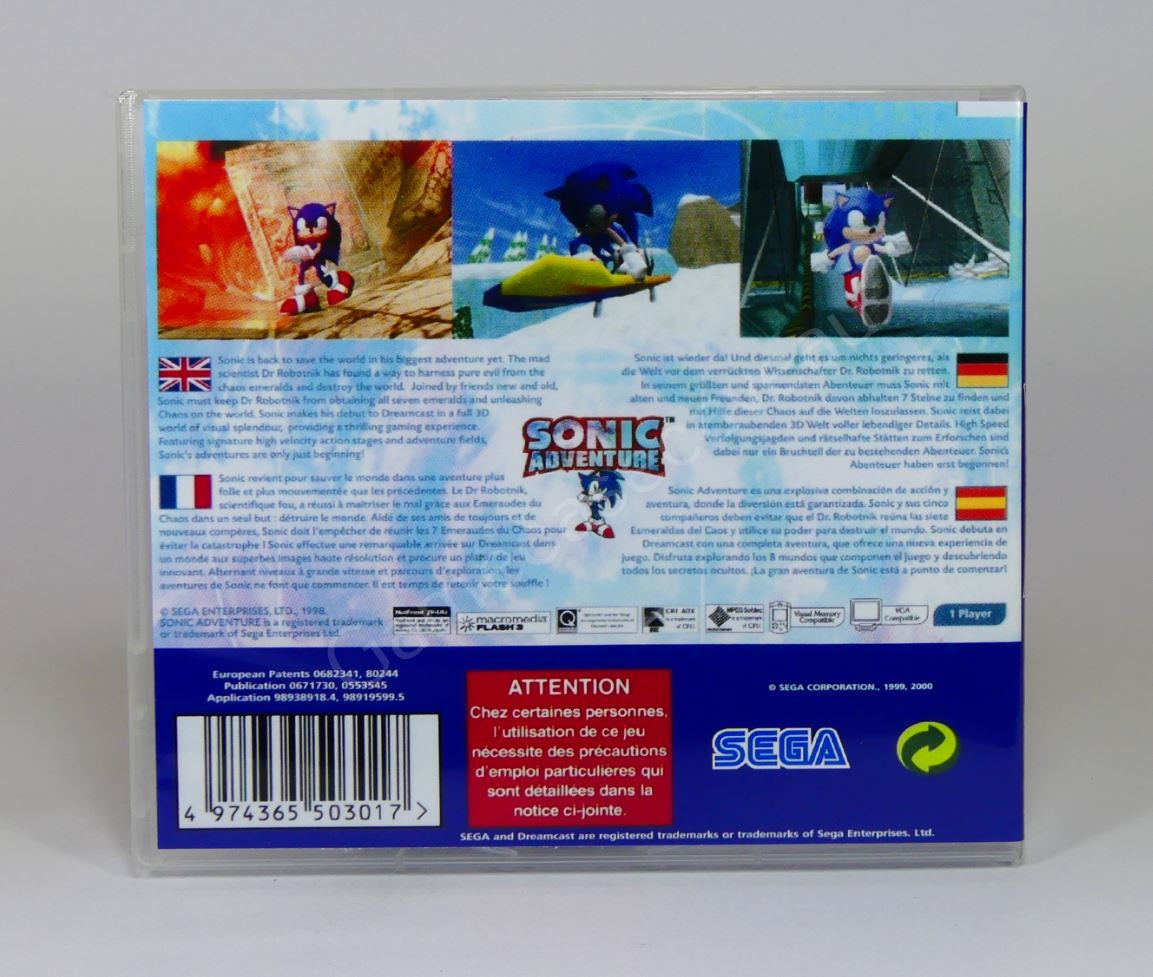 Sonic is back to save the world in his biggest adventure yet. The mad
scientist Dr Robotnik has found a way to harness pure evil from the
chaos emeralds and destroy the world. Joined by friends new and old,
Sonic must keep Dr Robotnik from obtaining all seven emeralds and unleashing
Chaos on the world. Sonic makes his debut to Dreamcast in a full 3D
world of visual splendour, providing a thrilling gaming experience.
Featuring signature high velocity action stages and adventure fields,
Sonic's adventures are only just beginning!
Sonic ist wieder da! Und diesmal geht es um nichts geringeres, als
die Welt vor dem verrückten Wissenschafter Dr. Robotnik zu retten.
In seinem größten und spannendsten Abenteuer muss Sonic mit
alten und neuen Freunden, Dr. Robotnik davon abhalten 7 Steine zu finden und
mit Hilfe dieser Chaos auf die Welten loszulassen. Sonic reist dabei
in atemberaubenden 3D Welt voller lebendiger Details. High Speed
Verfolgungsjagden und rätselhafte Stätten zum Erforschen sind
dabei nur ein Bruchteil der zu bestehenden Abenteuer. Sonic's
Abenteuer haben erst begonnen!
SONIC
ADVENTURE™
Sonic revient pour sauver le monde dans une aventure plus
folle et plus mouvementée que les précédentes. Le Dr Robotnik,
scientifique fou, a réussi à maitriser le mal grâce aux Emeraudes du
Chaos dans un seul but : détruire le monde. Aidé de ses amis de toujours et de
nouveaux compères, Sonic doit l'empêcher de réunir les 7 Emeraudes du Chaos pour
éviter la catastrophe ! Sonic effectue une remarquable arrivée sur Dreamcast dans
un monde aux superbes images haute résolution et procure un plaisir de jeu
innovant. Alternant niveaux à grande vitesse et parcours d'exploration, les
aventures de Sonic ne font que commencer. Il est temps de retenir votre souffle !
Sonic Adventure es una explosiva combinación de acción y
aventura, donde la diversión está garantizada. Sonic y sus cinco
compañeros deben evitar que el Dr. Robotnik reúna las siete
Esmeraldas del Caos y utilice su poder para destruir el mundo. Sonic debuta en
Dreamcast con una completa aventura, que ofrece una nueva experiencia de
juego. Disfruta explorando los 8 mundos que componen el juego y descubriendo
todos los secretos ocultos. ¡La gran aventura de Sonic está a punto de comenzar!
© SEGA ENTERPRISES, LTD., 1998.
SONIC ADVENTURE is a registered trademark
or trademark of Sega Enterprises Ltd.
macromedia
FLASH 3
CRI ADX
is a trademark
of CRI
MPEG Sofdec
is a trademark
of CRI
Visual Memory
Compatible
VGA
Compatible
1 Player
European Patents 0682341, 80244
Publication 0671730, 0553545
Application 98938918.4, 98919599.5
4 974365 503017 >
ATTENTION
Chez certaines personnes,
l'utilisation de ce jeu
nécessite des précautions
d'emploi particulières qui
sont détaillées dans la
notice ci-jointe.
© SEGA CORPORATION., 1999, 2000
SEGA
SEGA and Dreamcast are registered trademarks or trademarks of Sega Enterprises, Ltd.